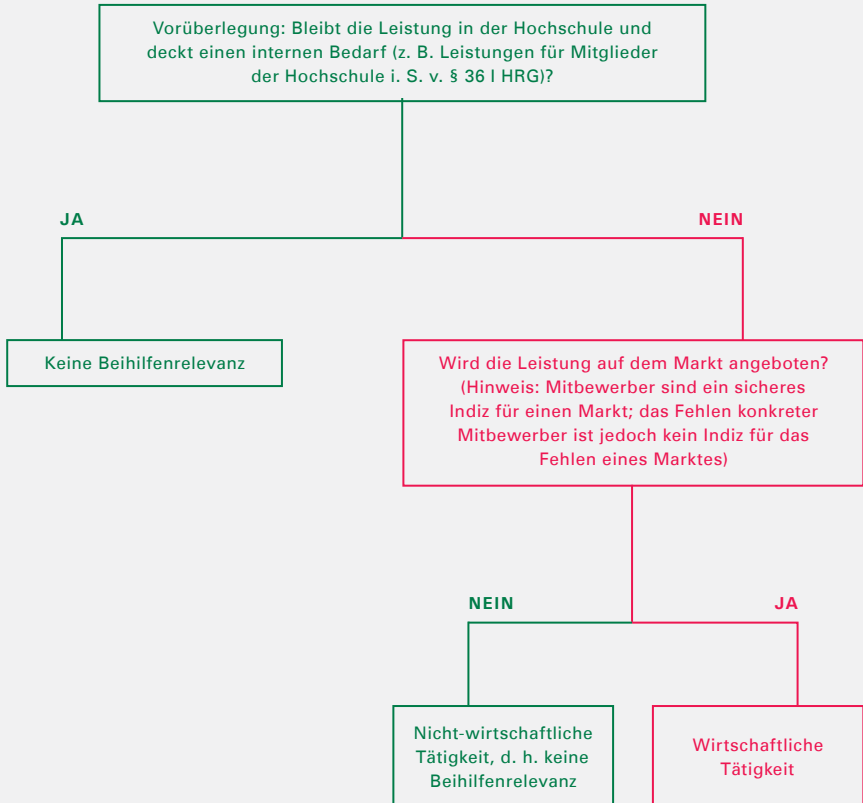 Vorüberlegung: Bleibt die Leistung in der Hochschule und
deckt einen internen Bedarf (z. B. Leistungen für Mitglieder
der Hochschule i. S. v. § 36 I HRG)?
JA
NEIN
Keine Beihilfenrelevanz
Wird die Leistung auf dem Markt angeboten?
(Hinweis: Mitbewerber sind ein sicheres
Indiz für einen Markt; das Fehlen konkreter
Mitbewerber ist jedoch kein Indiz für das
Fehlen eines Marktes)
NEIN
JA
Nicht-wirtschaftliche
Tätigkeit, d. h. keine
Beihilfenrelevanz
Wirtschaftliche
Tätigkeit